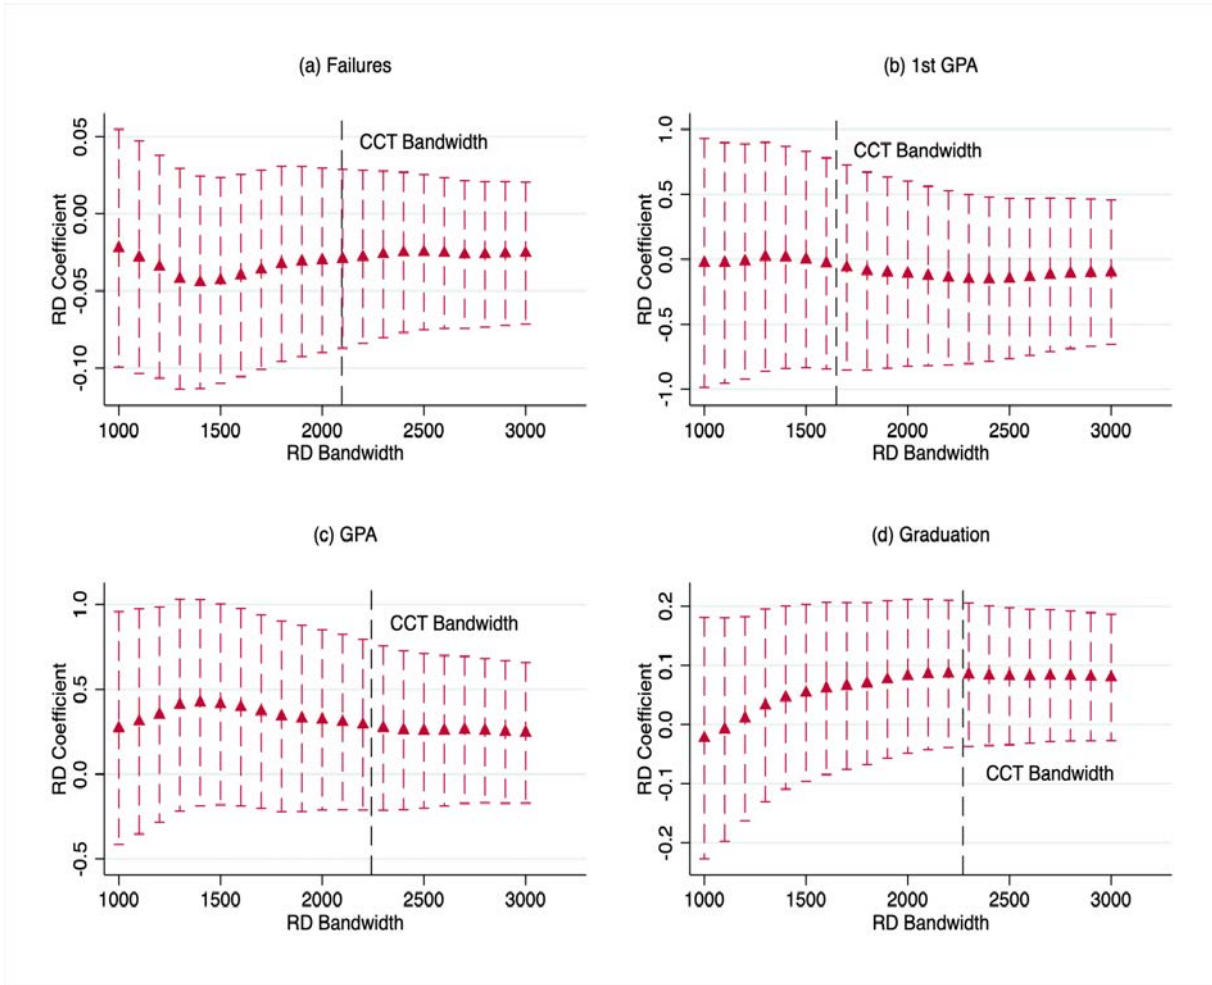 (a) Failures
RD Coefficient
0.05
0.00
-0.05
-0.10
CCT Bandwidth
1000 1500 2000 2500 3000
RD Bandwidth
(b) 1st GPA
RD Coefficient
1.0
0.5
0.0
-0.5
-1.0
CCT Bandwidth
1000 1500 2000 2500 3000
RD Bandwidth
(c) GPA
RD Coefficient
1.0
0.5
0.0
-0.5
CCT Bandwidth
1000 1500 2000 2500 3000
RD Bandwidth
(d) Graduation
RD Coefficient
0.2
0.1
0.0
-0.1
-0.2
CCT Bandwidth
1000 1500 2000 2500 3000
RD Bandwidth